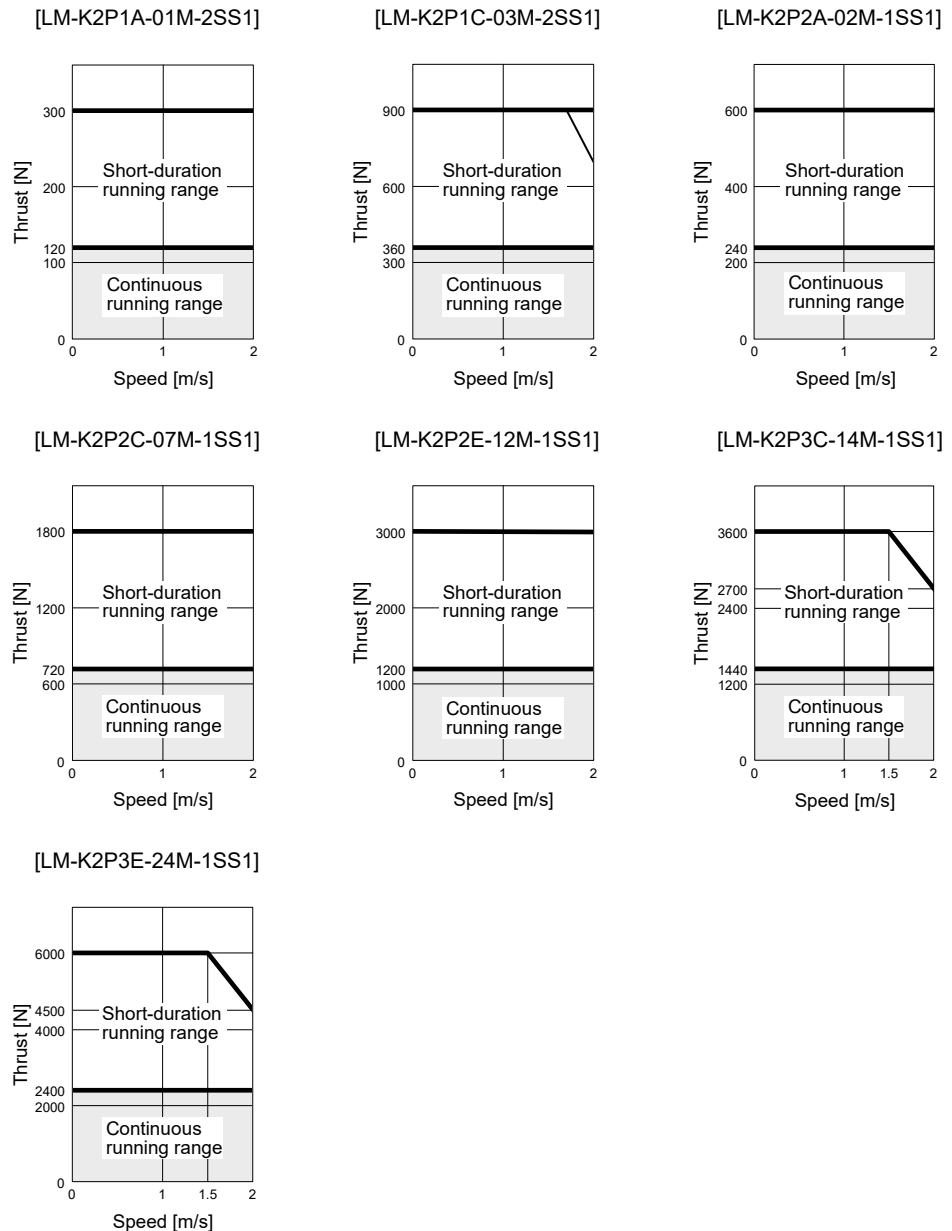 [LM-K2P1A-01M-2SS1]
Thrust [N]
300
200
120
100
0
Short-duration
running range
Continuous
running range
0
1
2
Speed [m/s]
[LM-K2P1C-03M-2SS1]
Thrust [N]
900
600
360
300
0
Short-duration
running range
Continuous
running range
0
1
2
Speed [m/s]
[LM-K2P2A-02M-1SS1]
Thrust [N]
600
400
240
200
0
Short-duration
running range
Continuous
running range
0
1
2
Speed [m/s]
[LM-K2P2C-07M-1SS1]
Thrust [N]
1800
1200
720
600
0
Short-duration
running range
Continuous
running range
0
1
2
Speed [m/s]
[LM-K2P2E-12M-1SS1]
Thrust [N]
3000
2000
1200
1000
0
Short-duration
running range
Continuous
running range
0
1
2
Speed [m/s]
[LM-K2P3C-14M-1SS1]
Thrust [N]
3600
2700
2400
1440
1200
0
Short-duration
running range
Continuous
running range
0
1
1.5
2
Speed [m/s]
[LM-K2P3E-24M-1SS1]
Thrust [N]
6000
4500
4000
2400
2000
0
Short-duration
running range
Continuous
running range
0
1
1.5
2
Speed [m/s]